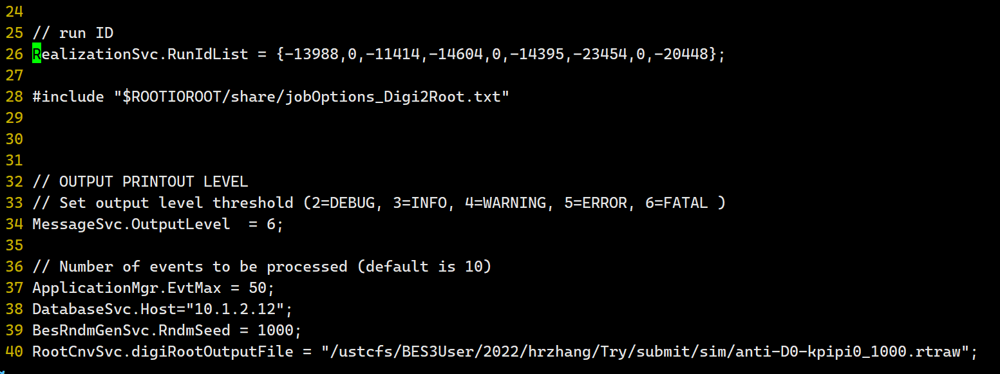 24
25 // run ID
26 RealizationSvc.RunIdList = {-13988,0,-11414,-14604,0,-14395,-23454,0,-20448};
27
28 #include "$ROOTIOROOT/share/jobOptions_Digi2Root.txt"
29
30
31
32 // OUTPUT PRINTOUT LEVEL
33 // Set output level threshold (2=DEBUG, 3=INFO, 4=WARNING, 5=ERROR, 6=FATAL )
34 MessageSvc.OutputLevel  = 6;
35
36 // Number of events to be processed (default is 10)
37 ApplicationMgr.EvtMax = 50;
38 DatabaseSvc.Host="10.1.2.12";
39 BesRndmGenSvc.RndmSeed = 1000;
40 RootCnvSvc.digiRootOutputFile = "/ustcfs/BES3User/2022/hrzhang/Try/submit/sim/anti-D0-kpipi0_1000.rtraw";